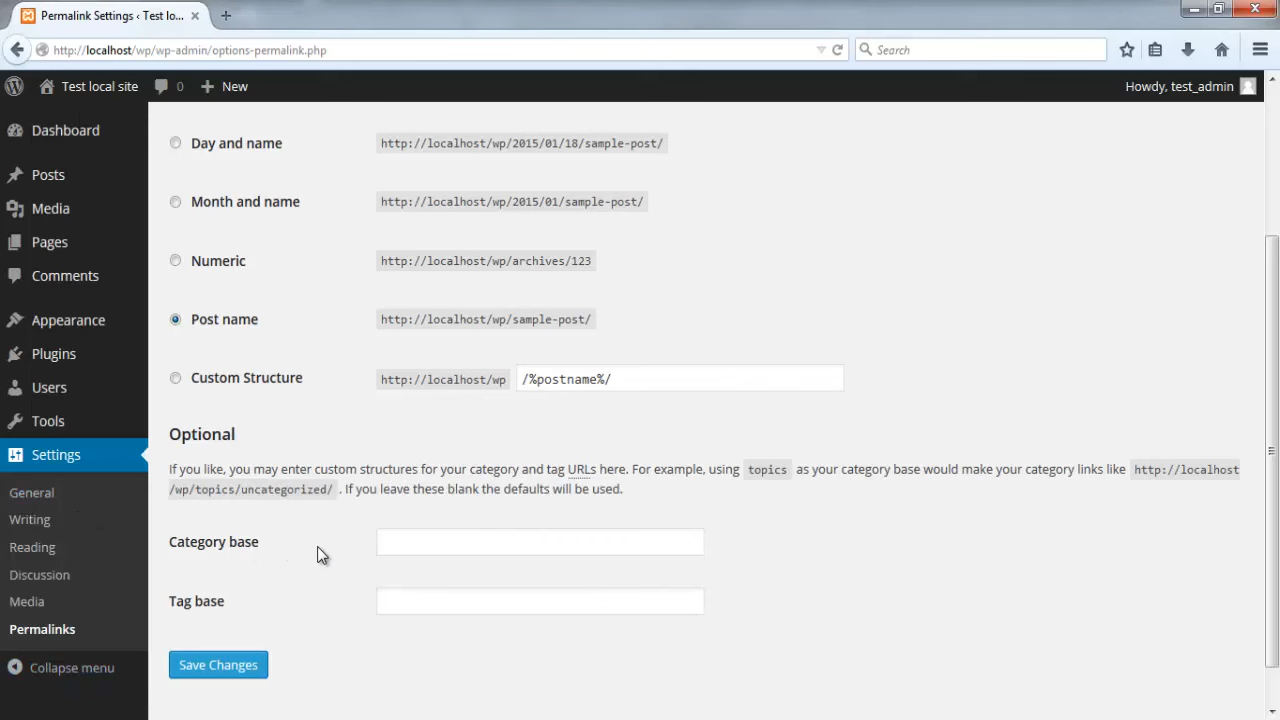 Permalink Settings ‹ Test lo...
http://localhost/wp/wp-admin/options-permalink.php
Search
Test local site
0
New
Howdy, test_admin
Dashboard
Posts
Media
Pages
Comments
Appearance
Plugins
Users
Tools
Settings
General
Writing
Reading
Discussion
Media
Permalinks
Collapse menu
Day and name http://localhost/wp/2015/01/18/sample-post/
Month and name http://localhost/wp/2015/01/sample-post/
Numeric http://localhost/wp/archives/123
Post name http://localhost/wp/sample-post/
Custom Structure http://localhost/wp /%postname%/
Optional
If you like, you may enter custom structures for your category and tag URLs here. For example, using topics as your category base would make your category links like http://localhost
/wp/topics/uncategorized/ . If you leave these blank the defaults will be used.
Category base
Tag base
Save Changes